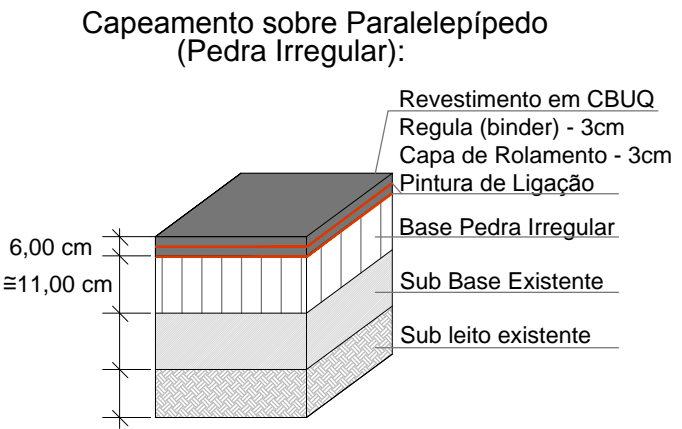 Capeamento sobre Paralelepípedo
(Pedra Irregular):
Revestimento em CBUQ
Regula (binder) - 3cm
Capa de Rolamento - 3cm
Pintura de Ligação
Base Pedra Irregular
Sub Base Existente
Sub leito existente
6,00 cm
≅11,00 cm